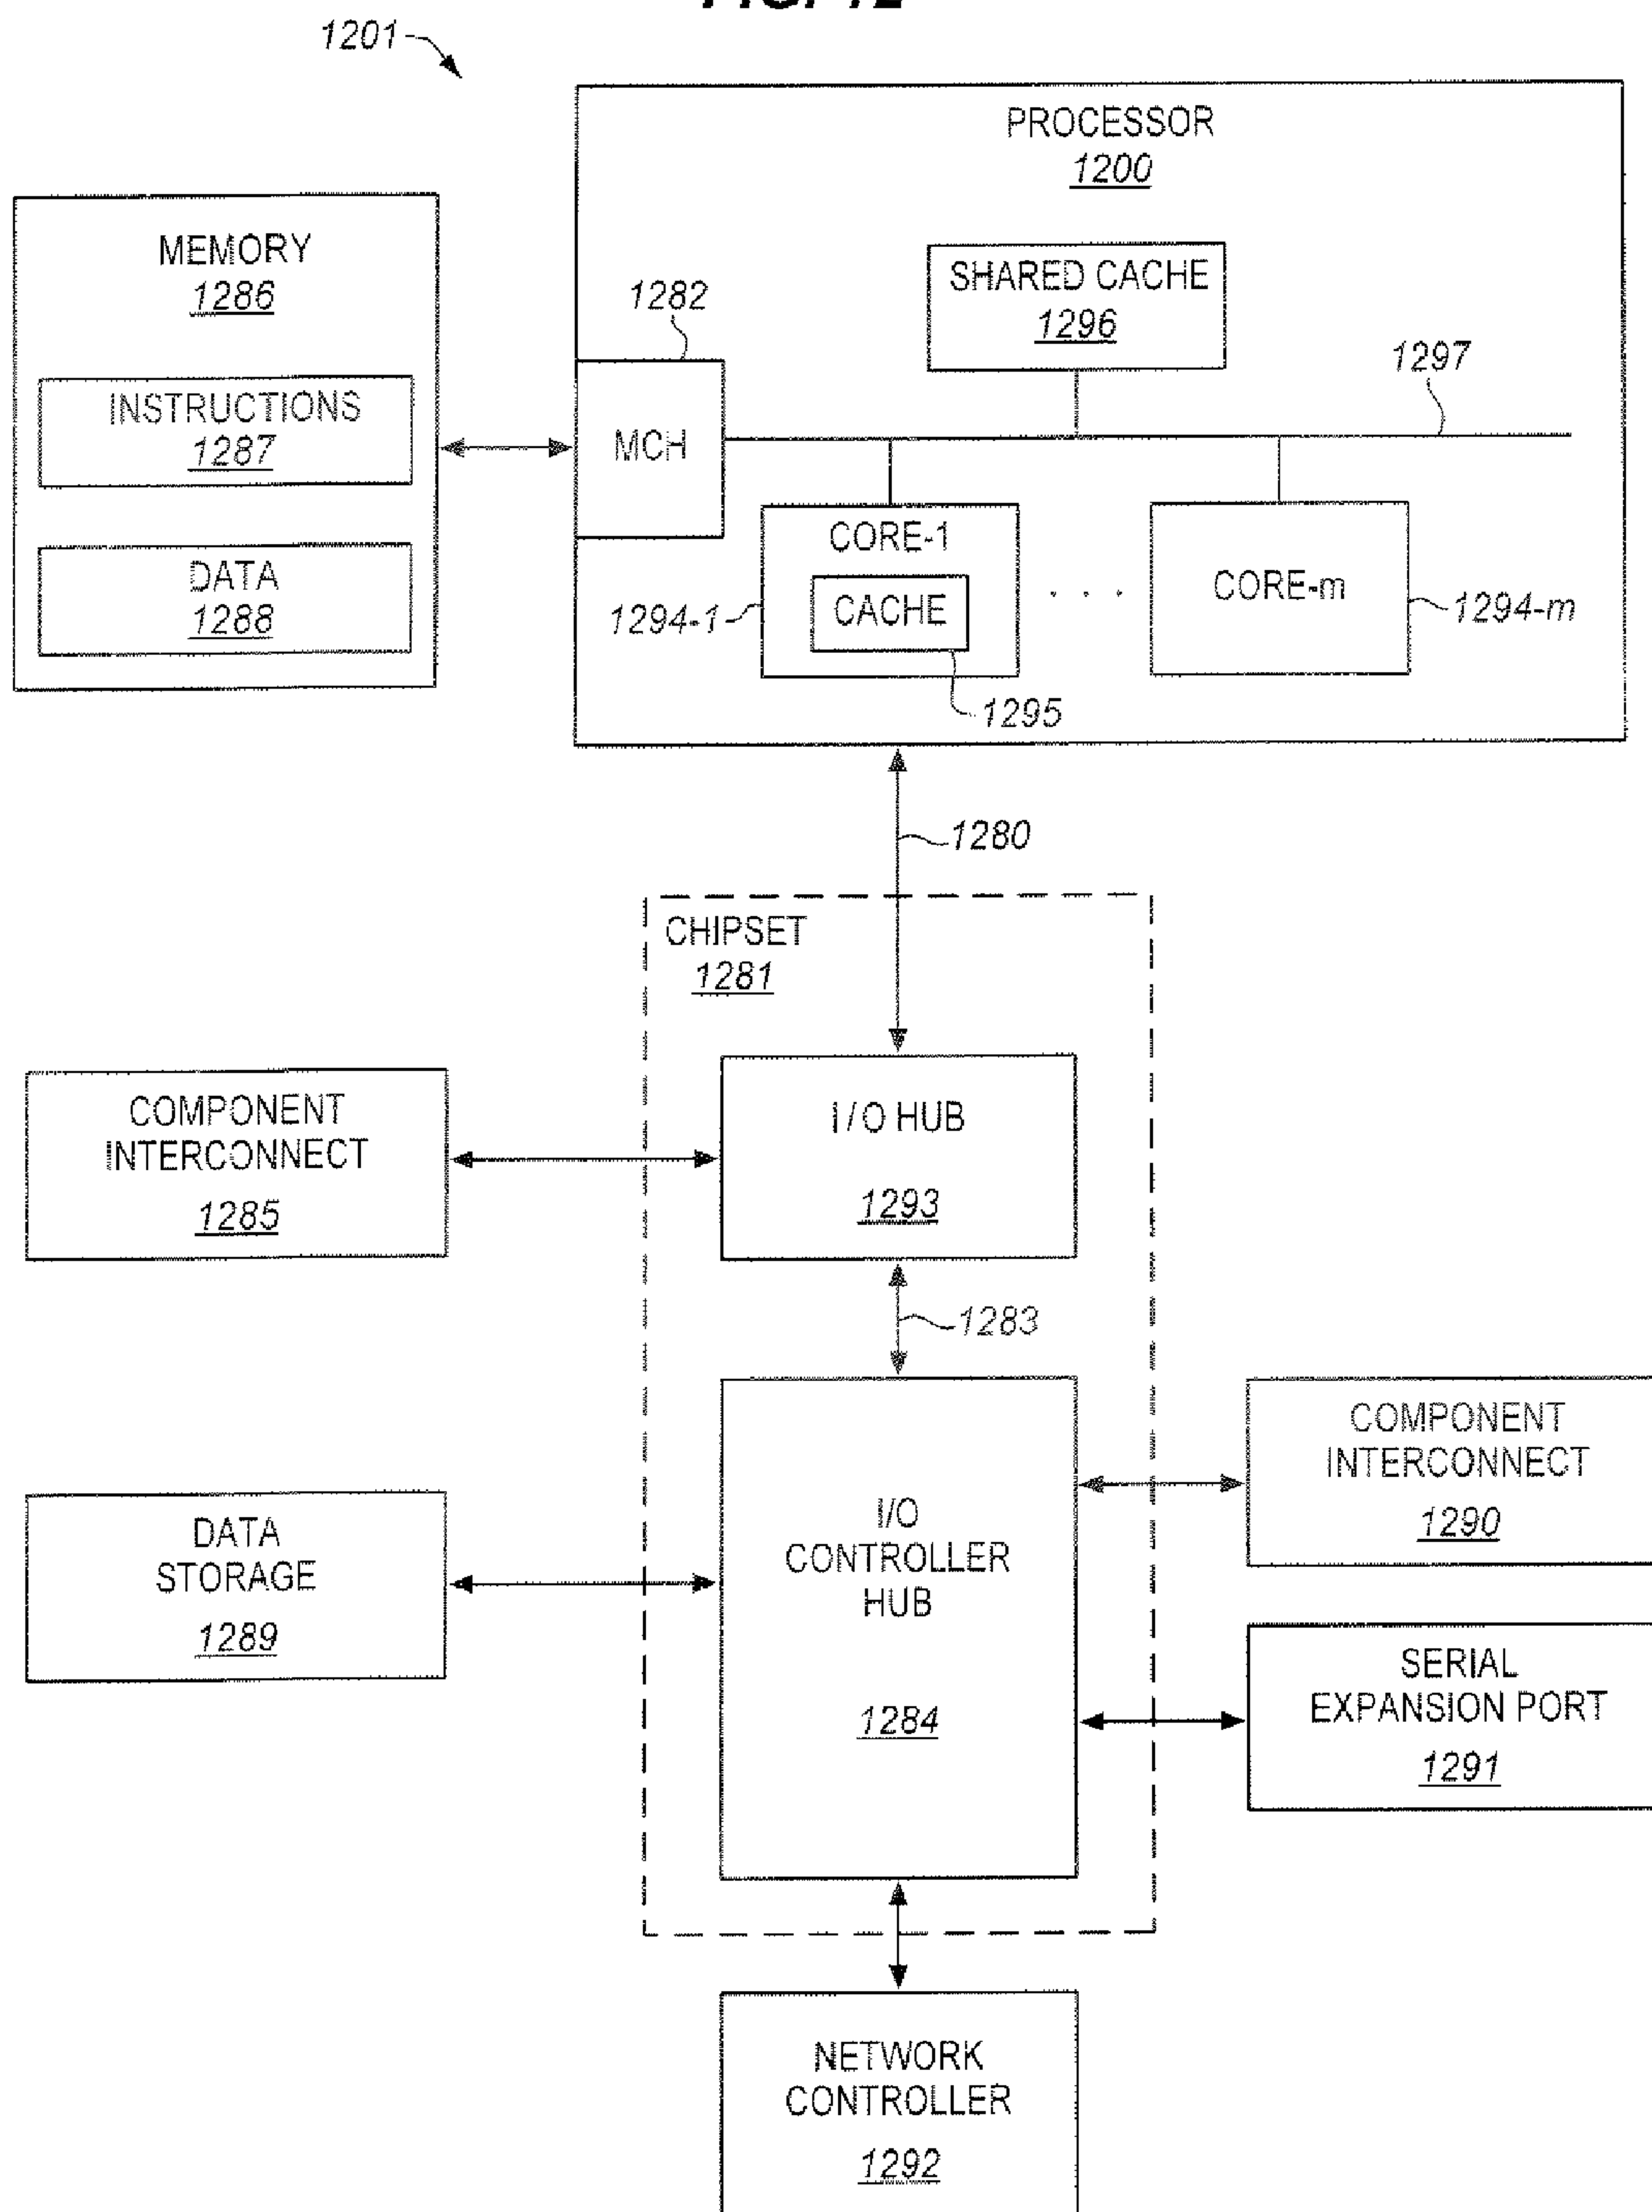 FIG. 12
1201
PROCESSOR
1200
MEMORY
1286
SHARED CACHE
1296
1282
1297
INSTRUCTIONS
1287
MCH
CORE-1
CORE-m
DATA
1288
1294-1
CACHE
. . .
1294-m
1295
1280
CHIPSET
1281
COMPONENT
INTERCONNECT
1285
I/O HUB
1293
1283
COMPONENT
INTERCONNECT
1290
DATA
STORAGE
1289
I/O
CONTROLLER
HUB
1284
SERIAL
EXPANSION PORT
1291
NETWORK
CONTROLLER
1292